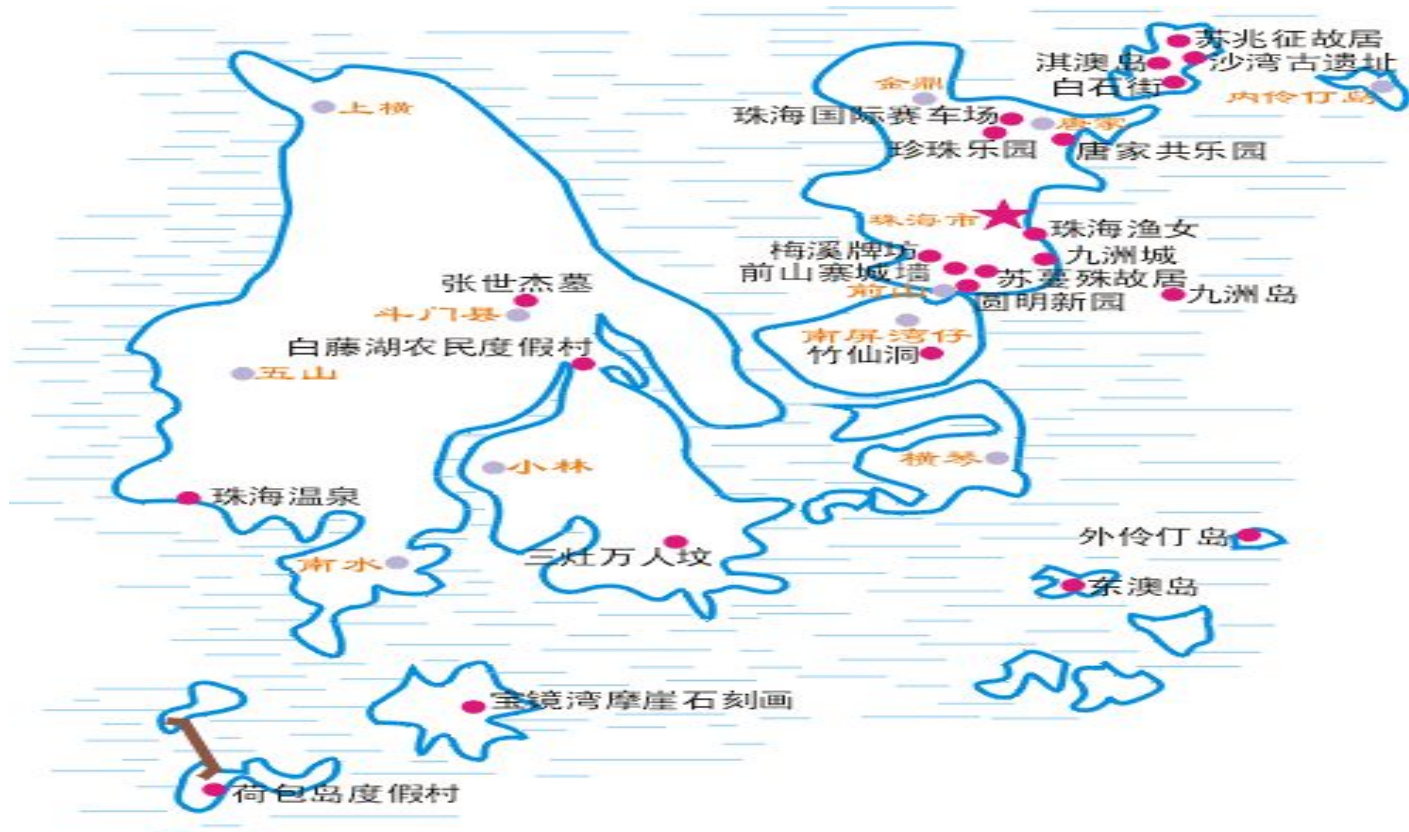 苏兆征故居
淇澳岛
沙湾古遗址
白石街
内伶仃岛
金鼎
上横
珠海国际赛车场
唐家
珍珠乐园
唐家共乐园
珠海市
珠海渔女
梅溪牌坊
九洲城
前山寨城墙
苏蔓殊故居
张世杰墓
前山
圆明新园
九洲岛
斗门县
南屏湾仔
白藤湖农民度假村
竹仙洞
五山
横琴
小林
珠海温泉
外伶仃岛
三灶万人坟
南水
东澳岛
宝镜湾摩崖石刻画
荷包岛度假村